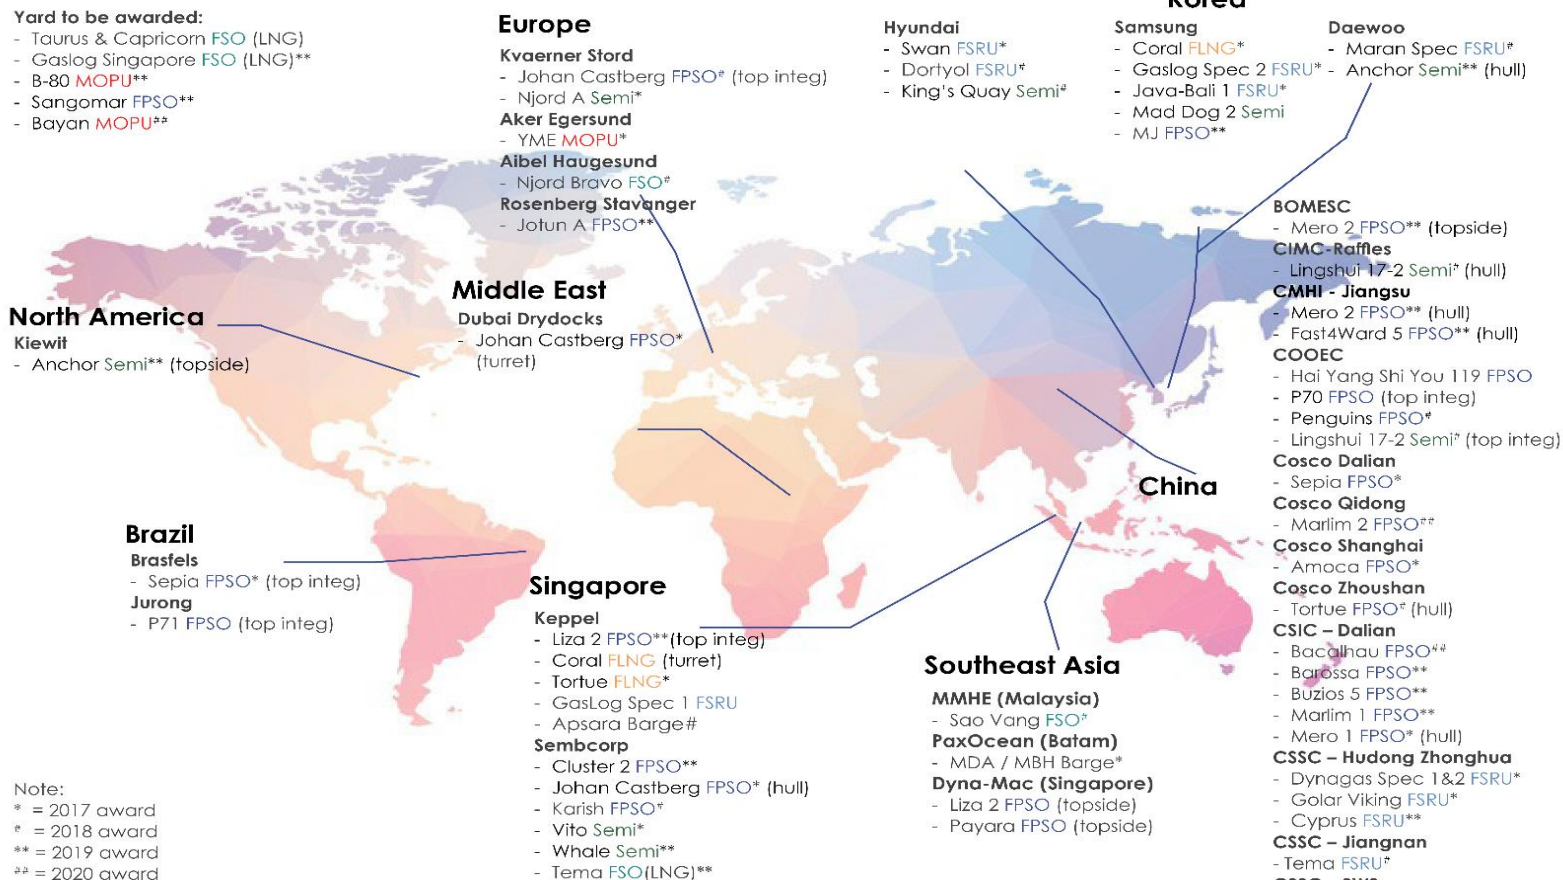 Yard to be awarded:
- Taurus & Capricorn FSO (LNG)
- Gaslog Singapore FSO (LNG)**
- B-80 MOPU**
- Sangomar FPSO**
- Bayan MOPU##
Europe
Kvaerner Stord
- Johan Castberg FPSO# (top integ)
- Njord A Semi*
Aker Egersund
- YME MOPU*
Aibel Haugesund
- Njord Bravo FSO#
Rosenberg Stavanger
- Jotun A FPSO**
Korea
Hyundai
- Swan FSRU*
- Dortyol FSRU#
- King's Quay Semi#
Samsung
- Coral FLNG*
- Gaslog Spec 2 FSRU*
- Java-Bali 1 FSRU*
- Mad Dog 2 Semi
- MJ FPSO**
Daewoo
- Maran Spec FSRU#
- Anchor Semi** (hull)
North America
Kiewit
- Anchor Semi** (topside)
Middle East
Dubai Drydocks
- Johan Castberg FPSO*
(turret)
Brazil
Brasfels
- Sepia FPSO* (top integ)
Jurong
- P71 FPSO (top integ)
Singapore
Keppel
- Liza 2 FPSO**(top integ)
- Coral FLNG (turret)
- Tortue FLNG*
- GasLog Spec 1 FSRU
- Apsara Barge#
Sembcorp
- Cluster 2 FPSO**
- Johan Castberg FPSO* (hull)
- Karish FPSO#
- Vito Semi*
- Whale Semi**
- Tema FSO(LNG)**
Southeast Asia
MMHE (Malaysia)
- Sao Vang FSO#
PaxOcean (Batam)
- MDA / MBH Barge*
Dyna-Mac (Singapore)
- Liza 2 FPSO (topside)
- Payara FPSO (topside)
China
BOMESC
- Mero 2 FPSO** (topside)
CIMC-Raffles
- Lingshui 17-2 Semi# (hull)
CMHI - Jiangsu
- Mero 2 FPSO** (hull)
- Fast4Ward 5 FPSO** (hull)
COOEC
- Hai Yang Shi You 119 FPSO
- P70 FPSO (top integ)
- Penguins FPSO#
- Lingshui 17-2 Semi# (top integ)
Cosco Dalian
- Sepia FPSO*
Cosco Qidong
- Marlim 2 FPSO##
Cosco Shanghai
- Amoca FPSO*
Cosco Zhoushan
- Tortue FPSO# (hull)
CSIC – Dalian
- Bacalhau FPSO##
- Barossa FPSO**
- Buzios 5 FPSO**
- Marlim 1 FPSO**
- Mero 1 FPSO* (hull)
CSSC – Hudong Zhonghua
- Dynagas Spec 1&2 FSRU*
- Golar Viking FSRU*
- Cyprus FSRU**
CSSC – Jiangnan
- Tema FSRU#
Note:
* = 2017 award
# = 2018 award
** = 2019 award
## = 2020 award